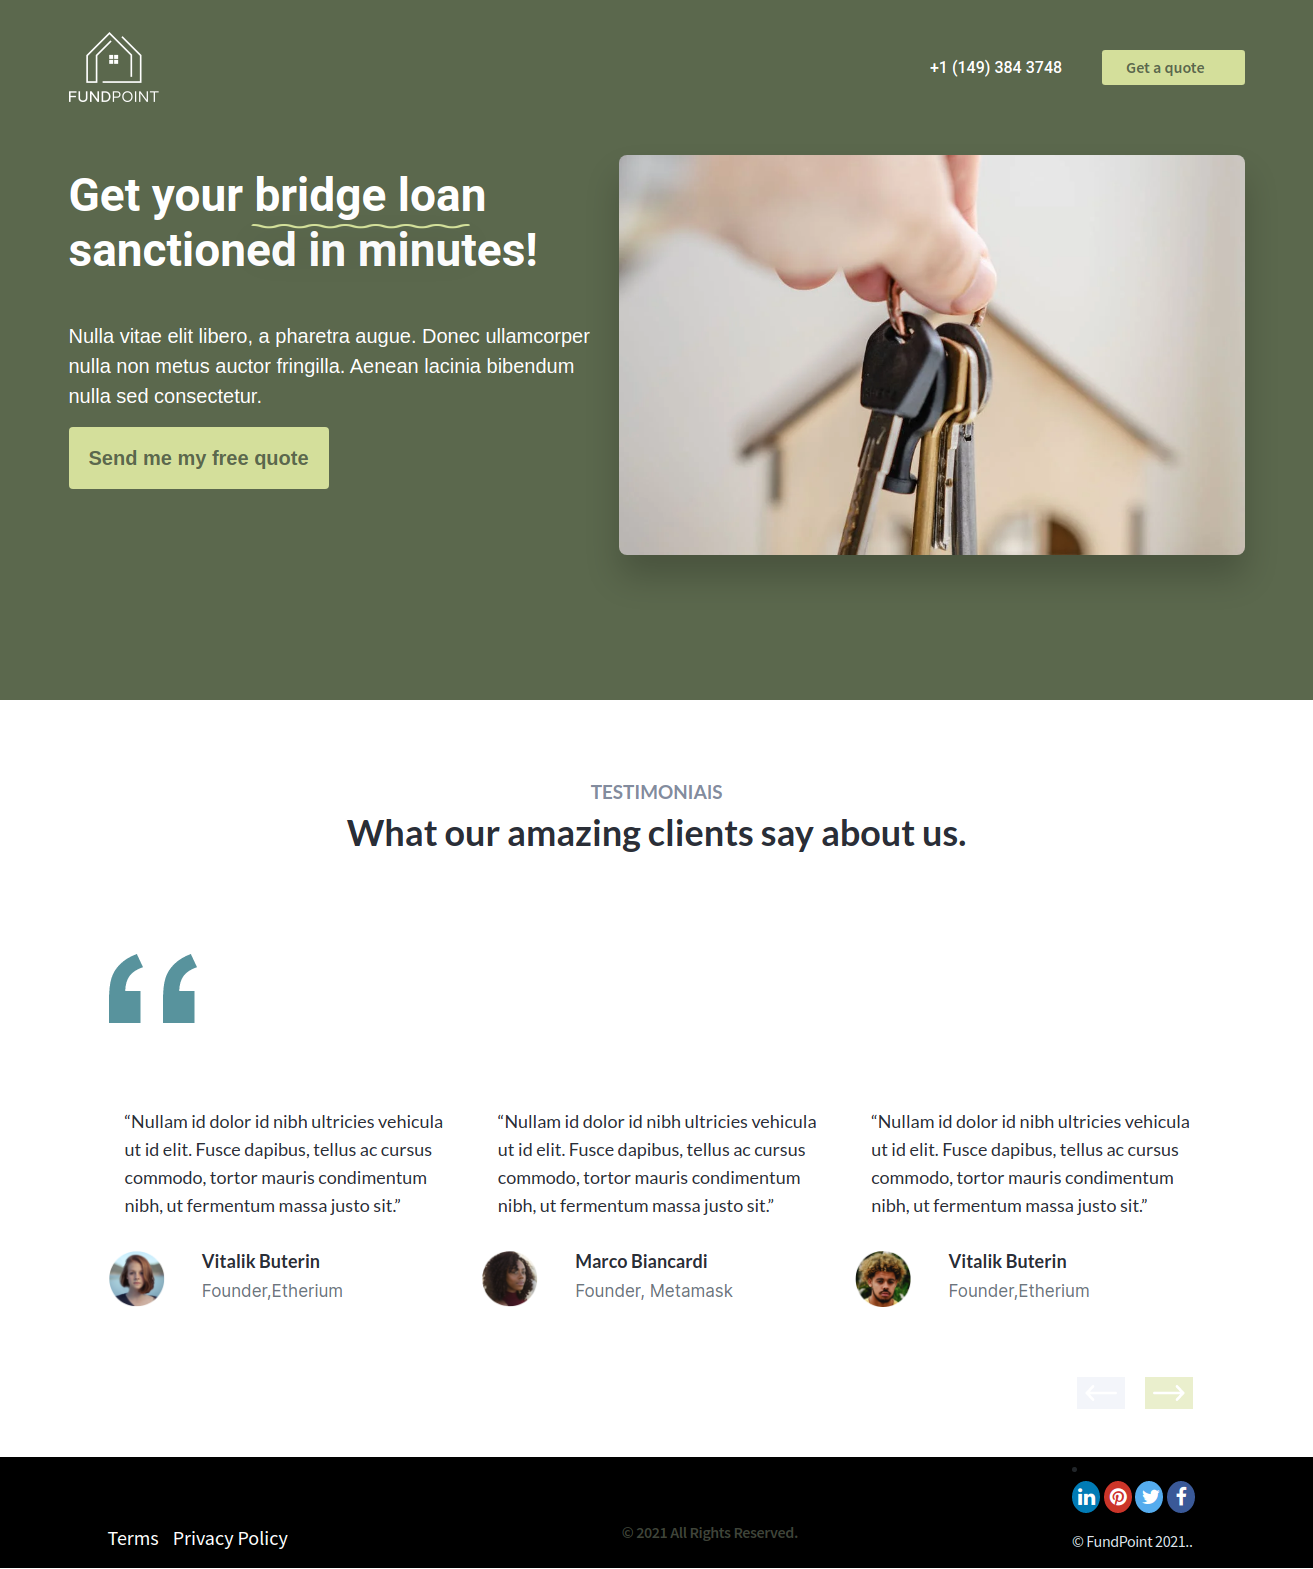 FUNDPOINT
+1 (149) 384 3748
Get a quote
Get your bridge loan
sanctioned in minutes!
Nulla vitae elit libero, a pharetra augue. Donec ullamcorper
nulla non metus auctor fringilla. Aenean lacinia bibendum
nulla sed consectetur.
Send me my free quote
TESTIMONIAlS
What our amazing clients say about us.
“Nullam id dolor id nibh ultricies vehicula
ut id elit. Fusce dapibus, tellus ac cursus
commodo, tortor mauris condimentum
nibh, ut fermentum massa justo sit.”
Vitalik Buterin
Founder,Etherium
“Nullam id dolor id nibh ultricies vehicula
ut id elit. Fusce dapibus, tellus ac cursus
commodo, tortor mauris condimentum
nibh, ut fermentum massa justo sit.”
Marco Biancardi
Founder, Metamask
“Nullam id dolor id nibh ultricies vehicula
ut id elit. Fusce dapibus, tellus ac cursus
commodo, tortor mauris condimentum
nibh, ut fermentum massa justo sit.”
Vitalik Buterin
Founder,Etherium
Terms Privacy Policy
© 2021 All Rights Reserved.
© FundPoint 2021..